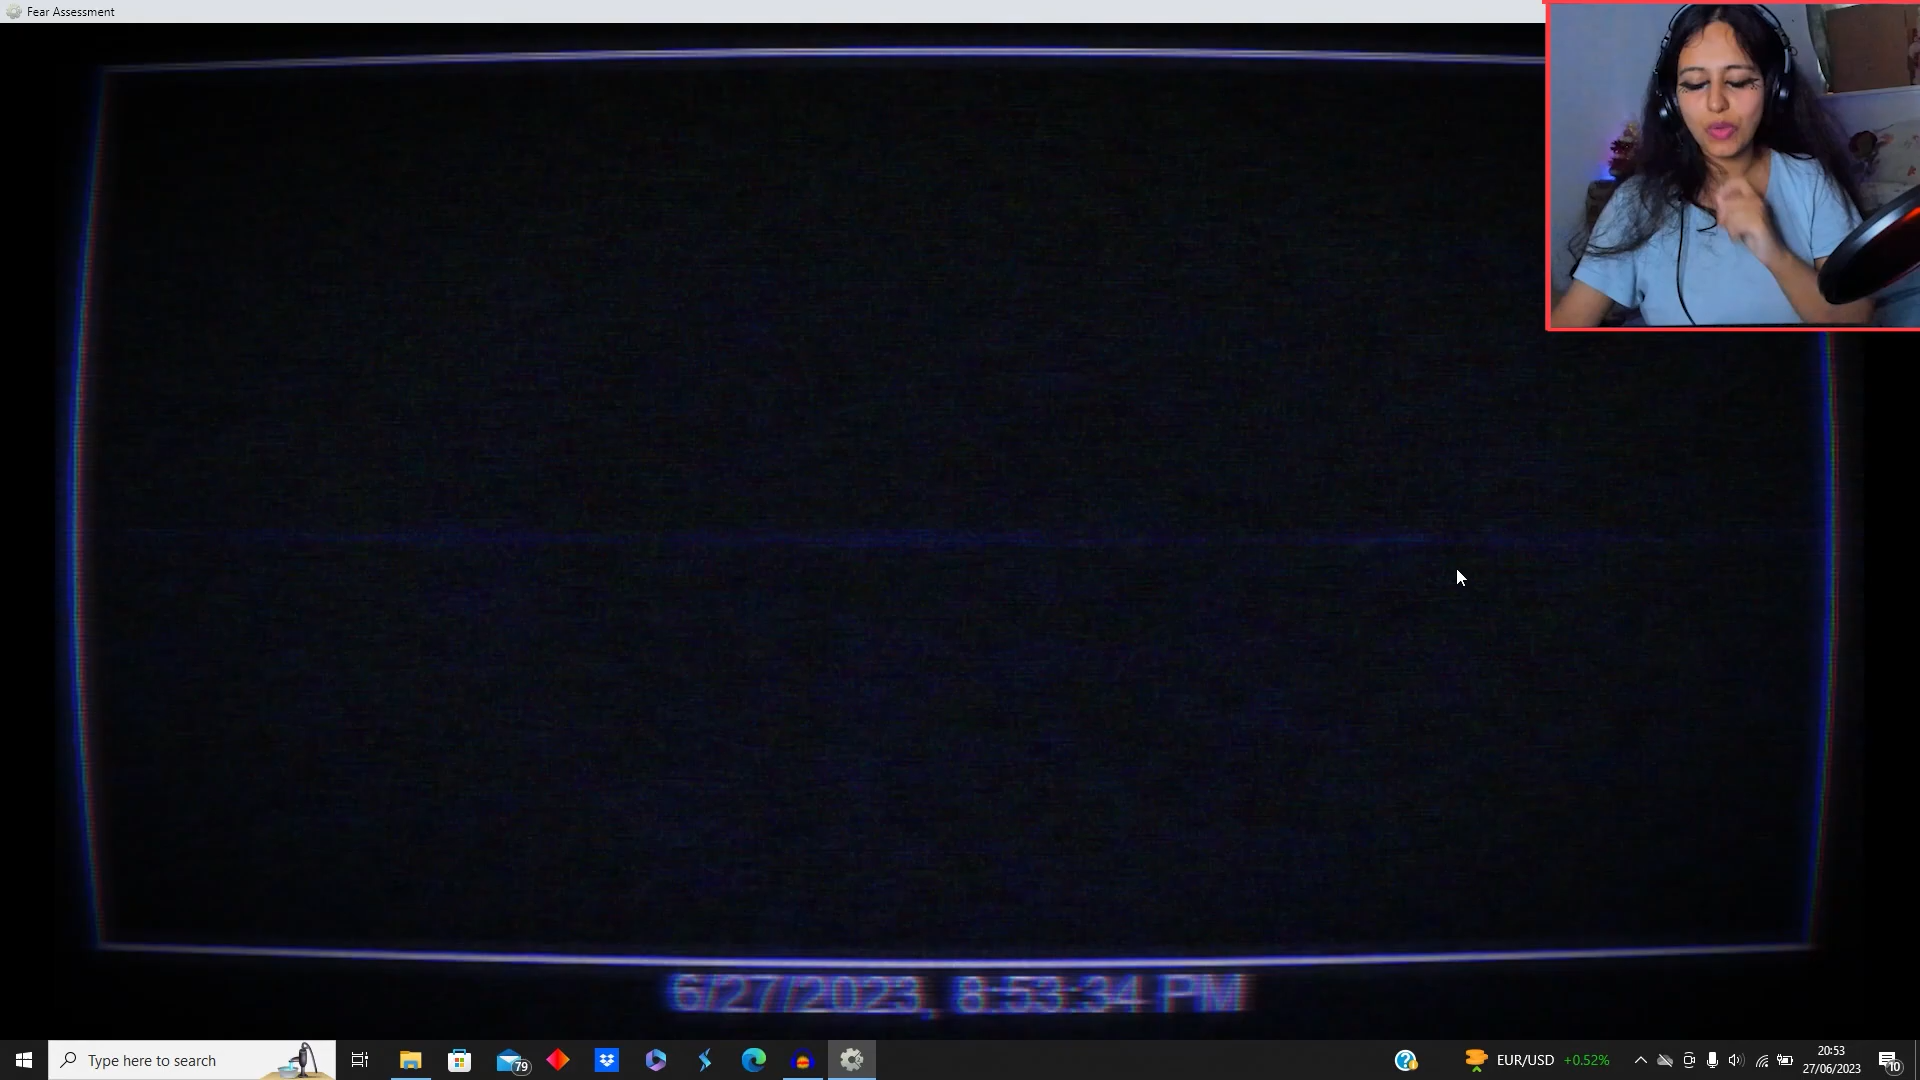 Fear Assessment
6/27/2023, 8:53:34 PM
Type here to search
79
EUR/USD +0.52%
20:53
27/06/2023
10